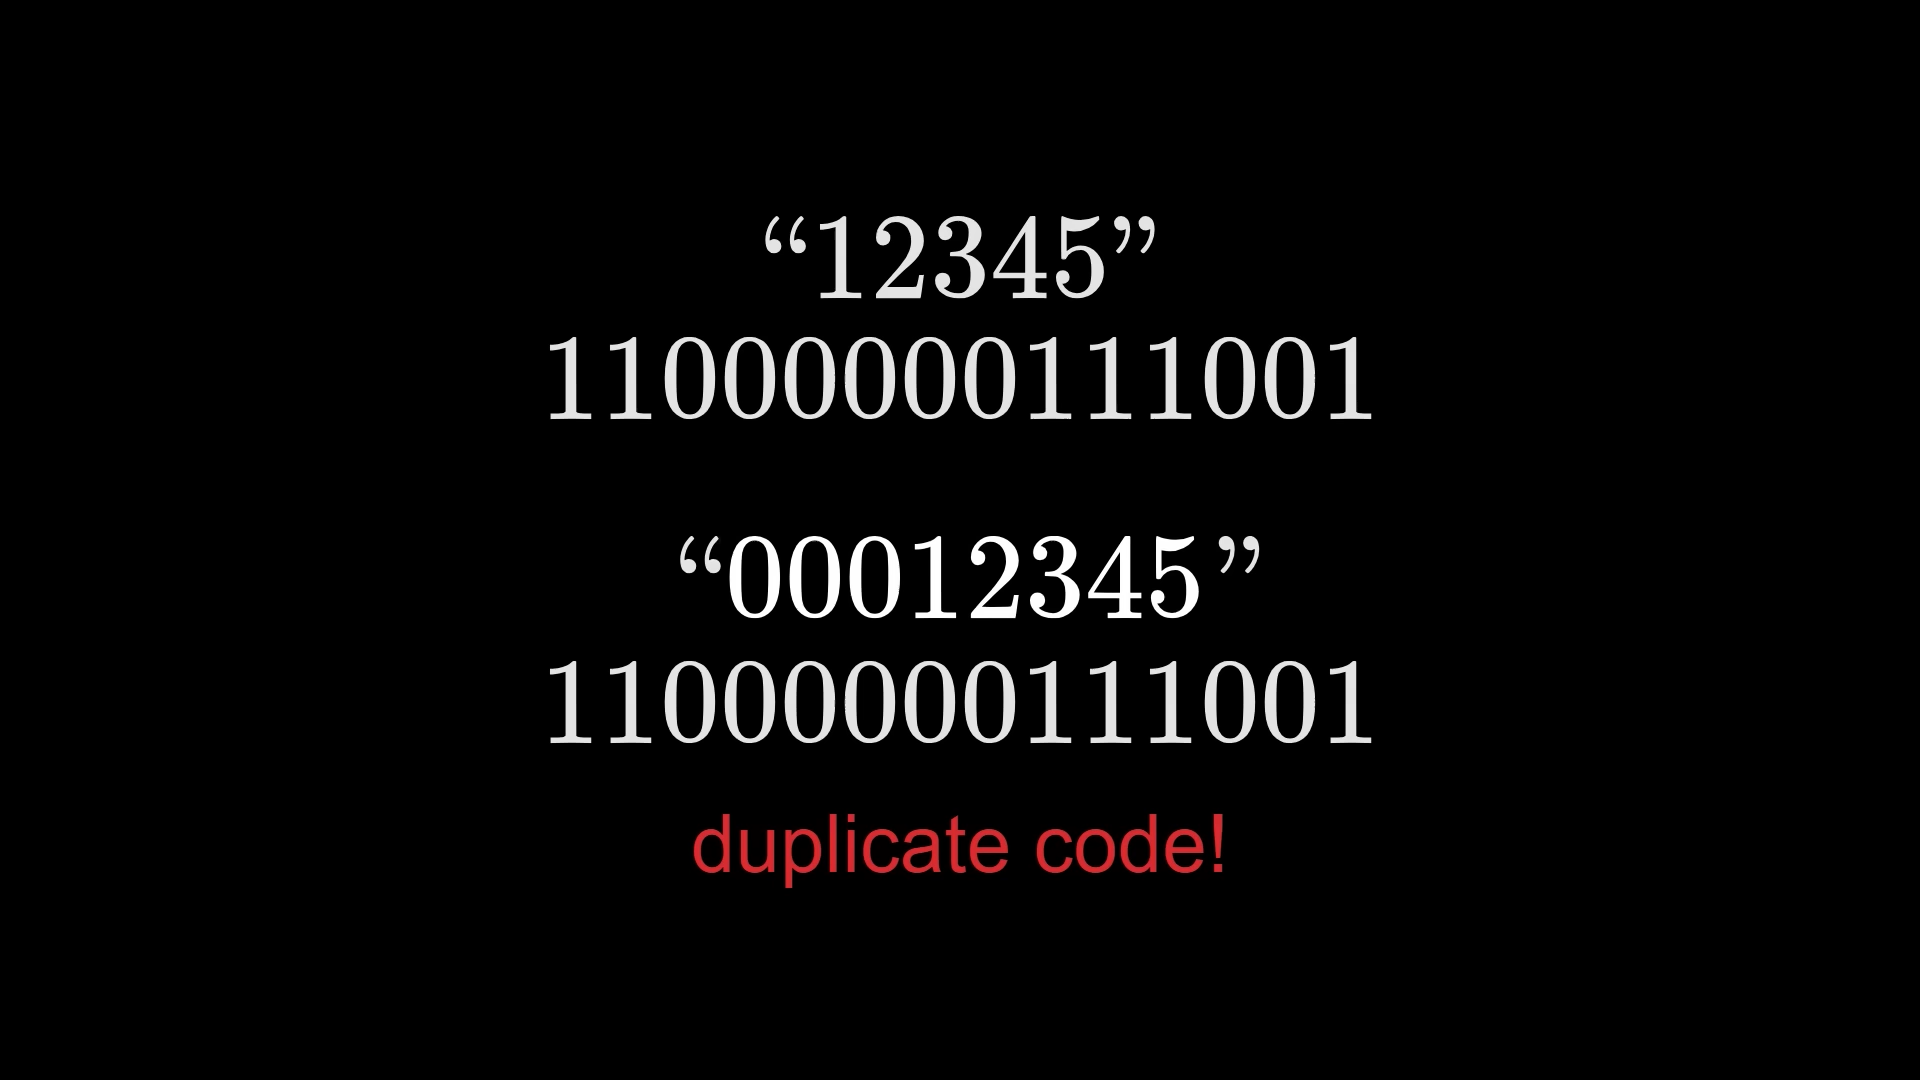 “12345”
11000000111001
“00012345”
11000000111001
duplicate code!